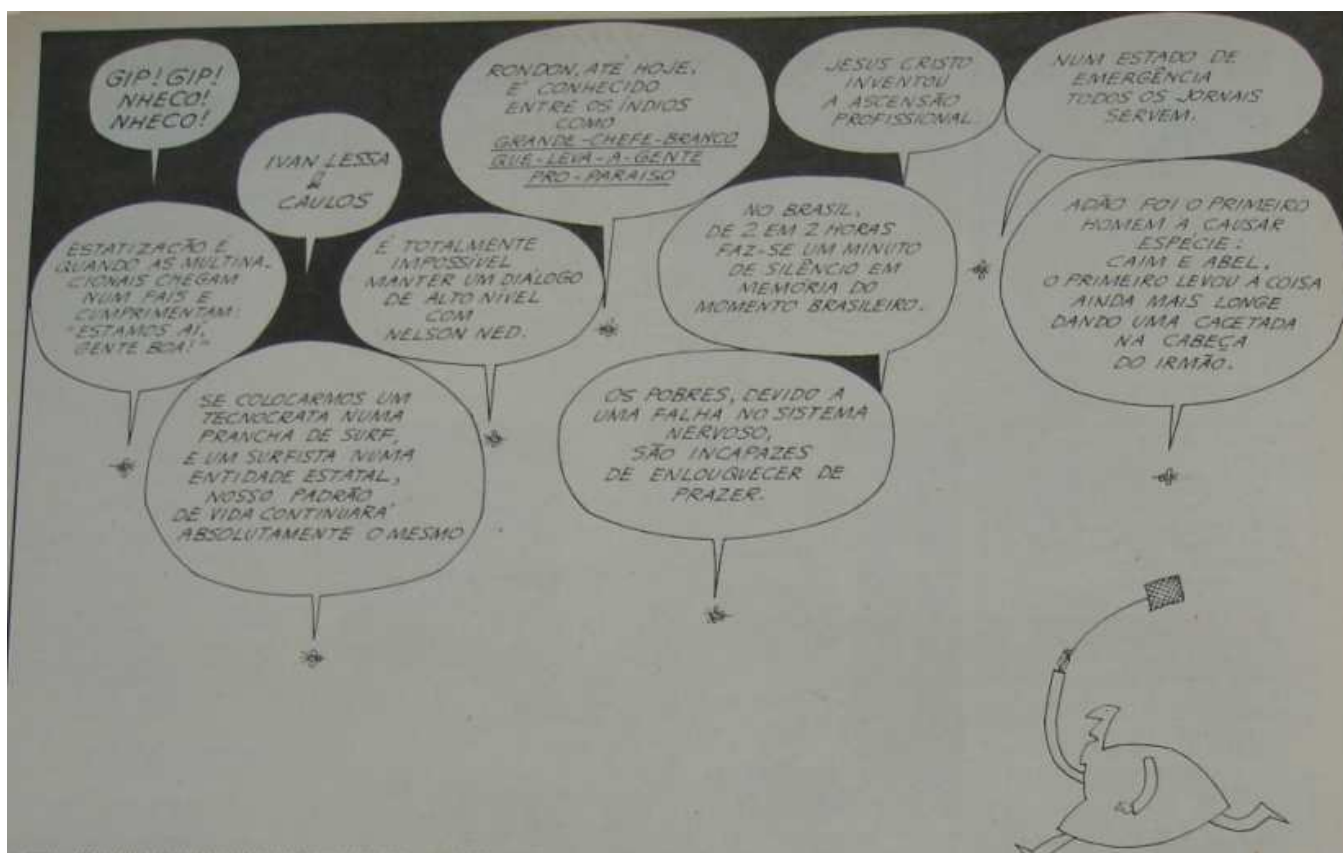 GIP! GIP!
NHECO!
NHECO!
IVAN LESSA
&
CAULOS
RONDON, ATÉ HOJE,
É CONHECIDO
ENTRE OS ÍNDIOS
COMO
GRANDE-CHEFE-BRANCO
QUE-LEVA-A-GENTE
PRO-PARAISO
JESUS CRISTO
INVENTOU
A ASCENSÃO
PROFISSIONAL
NUM ESTADO DE
EMERGÊNCIA
TODOS OS JORNAIS
SERVEM.
ESTATIZAÇÃO É
QUANDO AS MULTINA-
CIONAIS CHEGAM
NUM PAIS E
CUMPRIMENTAM:
"ESTAMOS AÍ,
GENTE BOA!"
É TOTALMENTE
IMPOSSÍVEL
MANTER UM DIÁLOGO
DE ALTO NÍVEL
COM
NELSON NED.
NO BRASIL,
DE 2 EM 2 HORAS
FAZ-SE UM MINUTO
DE SILÊNCIO EM
MEMÓRIA DO
MOMENTO BRASILEIRO.
ADÃO FOI O PRIMEIRO
HOMEM A CAUSAR
ESPECIE:
CAIM E ABEL,
O PRIMEIRO LEVOU A COISA
AINDA MAIS LONGE
DANDO UMA CACETADA
NA CABEÇA
DO IRMÃO.
SE COLOCARMOS UM
TECNOCRATA NUMA
PRANCHA DE SURF,
E UM SURFISTA NUMA
ENTIDADE ESTATAL,
NOSSO PADRÃO
DE VIDA CONTINUARÁ
ABSOLUTAMENTE O MESMO
OS POBRES, DEVIDO A
UMA FALHA NO SISTEMA
NERVOSO,
SÃO INCAPAZES
DE ENLOUQUECER DE
PRAZER.